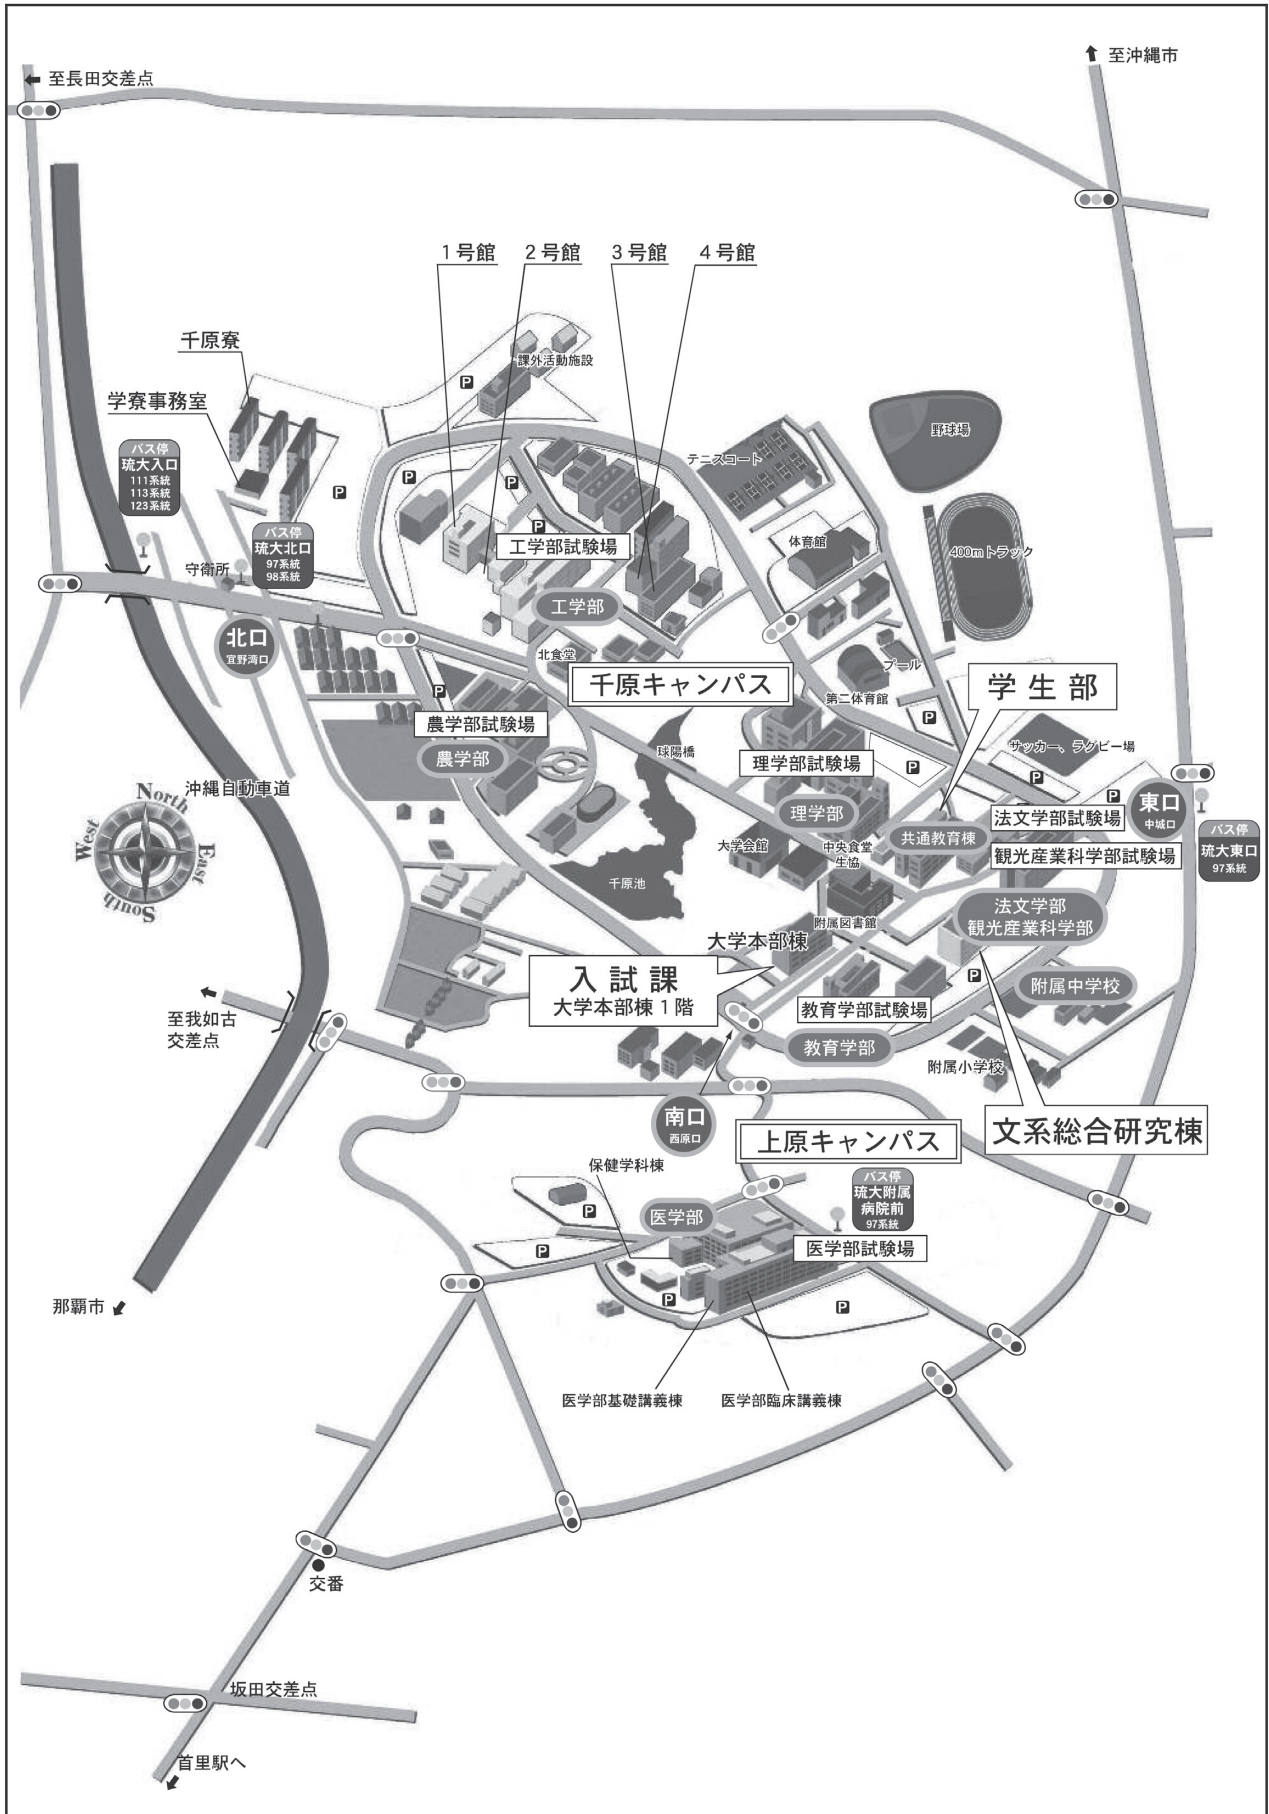 至沖縄市
至長田交差点
1号館
2号館
3号館
4号館
千原寮
課外活動施設
学寮事務室
P
野球場
バス停
琉大入口
111系統
113系統
123系統
テニスコート
P
P
P
P
バス停
琉大北口
97系統
98系統
工学部試験場
体育館
400mトラック
守衛所
工学部
北口
宜野湾口
北食堂
プール
千原キャンパス
学生部
P
第二体育館
P
農学部試験場
農学部
球陽橋
サッカー、ラグビー場
理学部試験場
P
P
沖縄自動車道
North
East
South
West
P
東口
中城口
理学部
法文学部試験場
バス停
琉大東口
97系統
共通教育棟
大学会館
中央食堂
生協
観光産業科学部試験場
千原池
法文学部
観光産業科学部
附属図書館
大学本部棟
入試課
大学本部棟1階
P
附属中学校
教育学部試験場
至我如古
交差点
教育学部
附属小学校
南口
西原口
文系総合研究棟
上原キャンパス
保健学科棟
バス停
琉大附属
病院前
97系統
P
医学部
P
医学部試験場
P
P
那覇市
医学部基礎講義棟
医学部臨床講義棟
交番
坂田交差点
首里駅へ